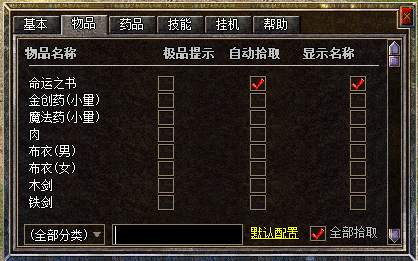 基本 物品 药品 技能 挂机 帮助
物品名称 极品提示 自动拾取 显示名称
命运之书
金创药(小量)
魔法药(小量)
肉
布衣(男)
布衣(女)
木剑
铁剑
(全部分类) 默认配置 全部拾取